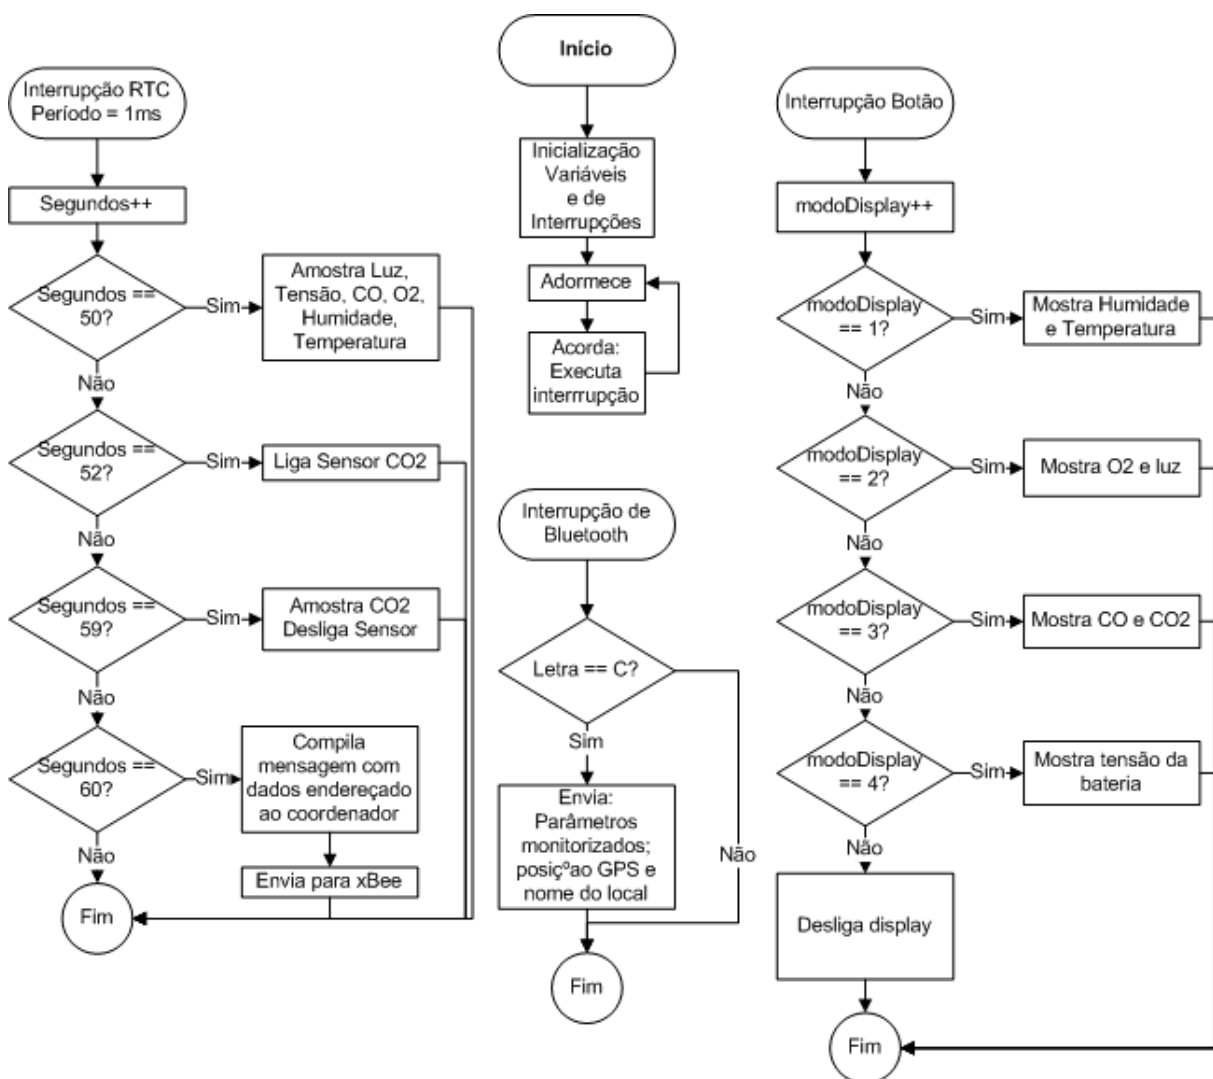 Interrupção RTC
Período = 1ms
Segundos++
Segundos ==
50?
Sim
Amostra Luz,
Tensão, CO, O2,
Humidade,
Temperatura
Não
Segundos ==
52?
Sim
Liga Sensor CO2
Não
Segundos ==
59?
Sim
Amostra CO2
Desliga Sensor
Não
Segundos ==
60?
Sim
Compila
mensagem com
dados endereçado
ao coordenador
Envia para xBee
Não
Fim
Início
Inicialização
Variáveis
e de
Interrupções
Adormece
Acorda:
Executa
interrrupção
Interrupção de
Bluetooth
Letra == C?
Sim
Não
Envia:
Parâmetros
monitorizados;
posiçºao GPS e
nome do local
Fim
Interrupção Botão
modoDisplay++
modoDisplay
== 1?
Sim
Mostra Humidade
e Temperatura
Não
modoDisplay
== 2?
Sim
Mostra O2 e luz
Não
modoDisplay
== 3?
Sim
Mostra CO e CO2
Não
modoDisplay
== 4?
Sim
Mostra tensão da
bateria
Não
Desliga display
Fim